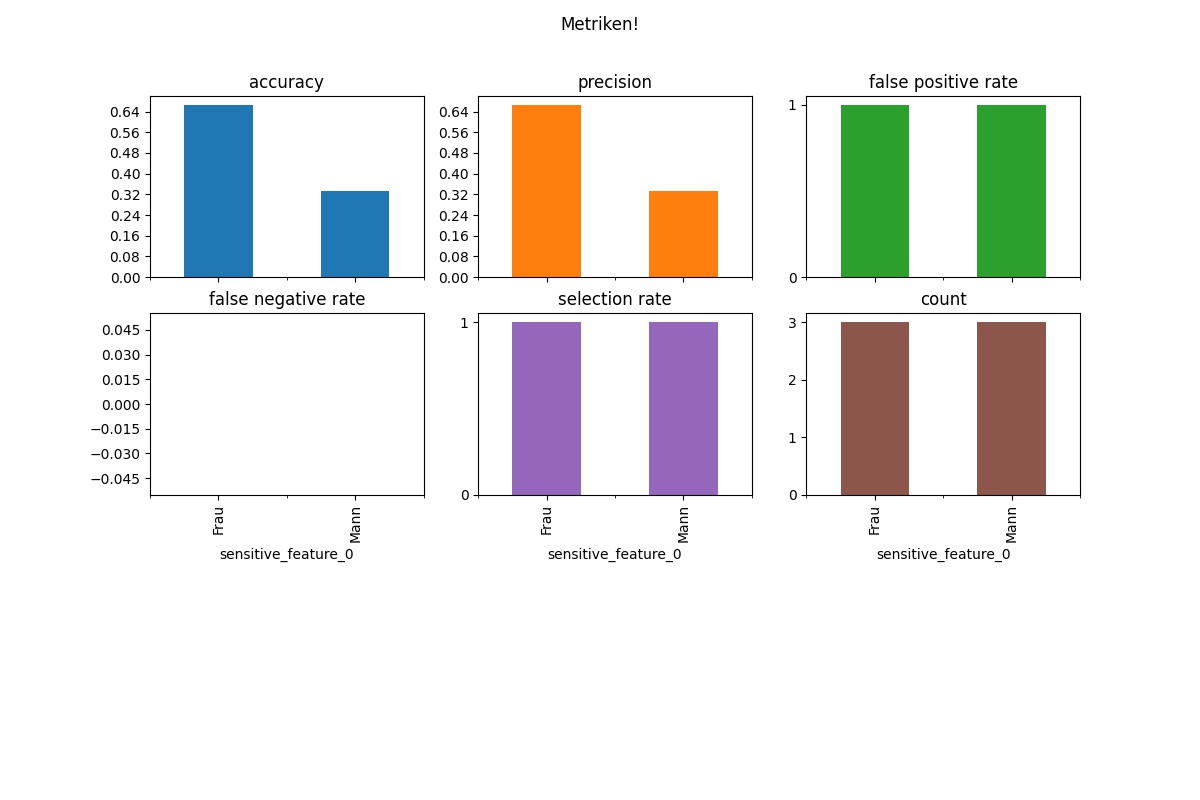 Metriken!
accuracy
0.64
0.56
0.48
0.40
0.32
0.24
0.16
0.08
0.00
precision
0.64
0.56
0.48
0.40
0.32
0.24
0.16
0.08
0.00
false positive rate
1
0
false negative rate
0.045
0.030
0.015
0.000
−0.015
−0.030
−0.045
Frau
Mann
sensitive_feature_0
selection rate
1
0
Frau
Mann
sensitive_feature_0
count
3
2
1
0
Frau
Mann
sensitive_feature_0